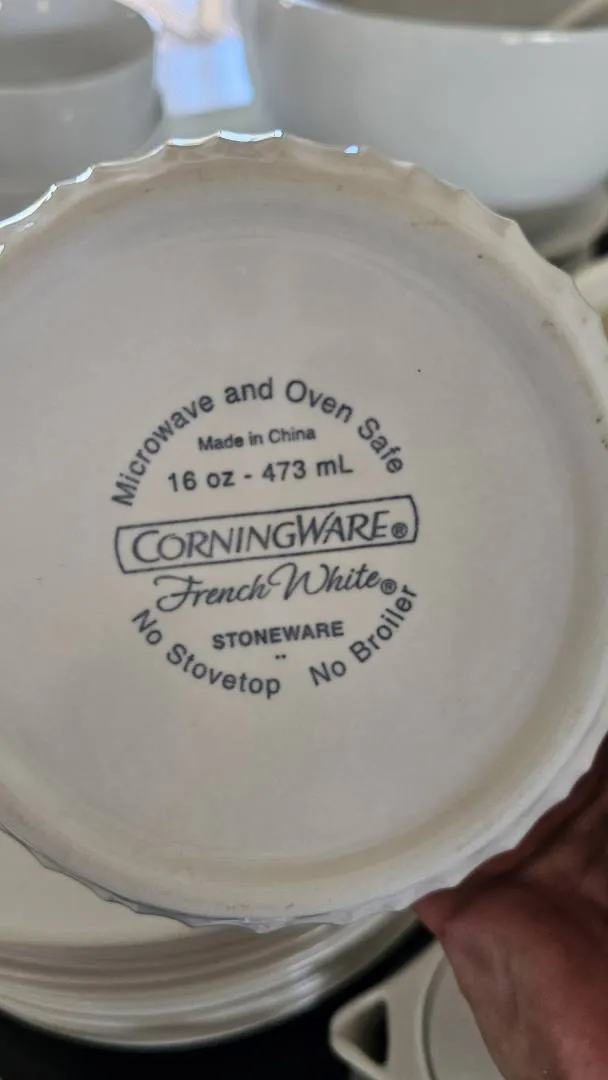 Microwave and Oven Safe
Made in China
16 oz - 473 mL
CORNINGWARE®
French White®
STONEWARE
No Stovetop No Broiler